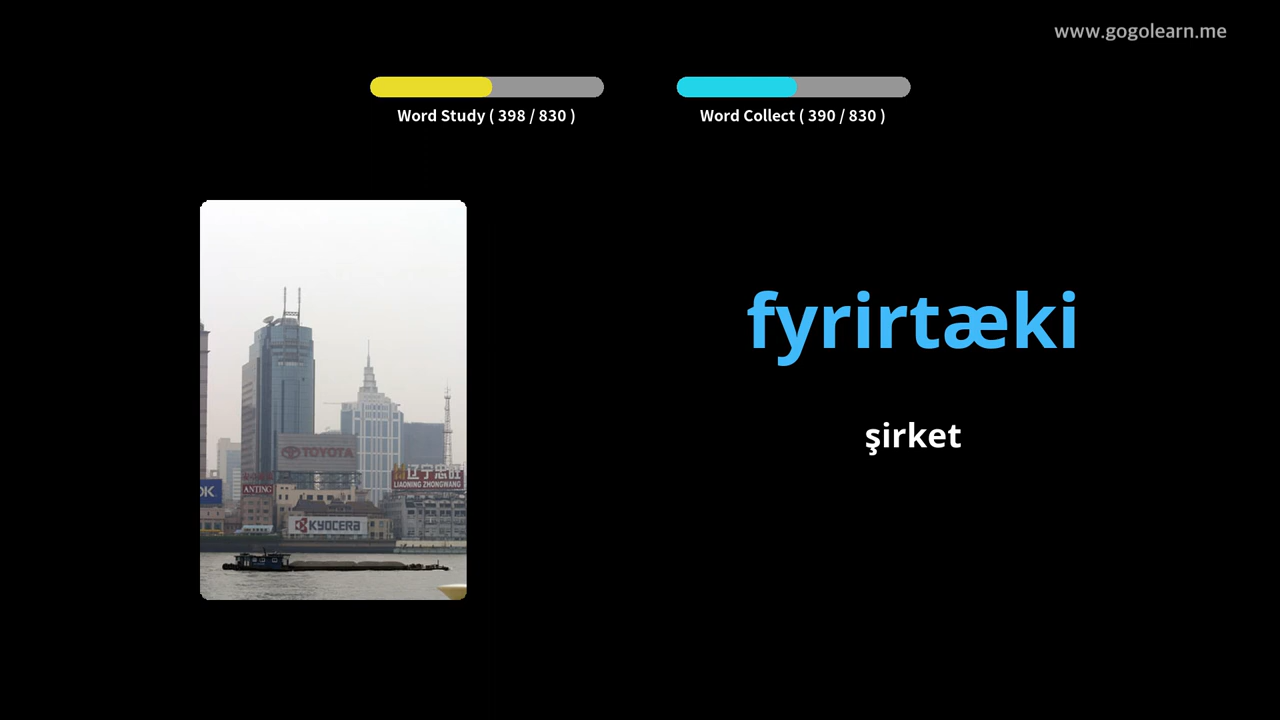 www.gogolearn.me
Word Study ( 398 / 830 )
Word Collect ( 390 / 830 )
fyrirtæki
şirket
TOYOTA
辽宁忠旺
LIAONING ZHONGWANG
OK
ANTING
KYOCERA